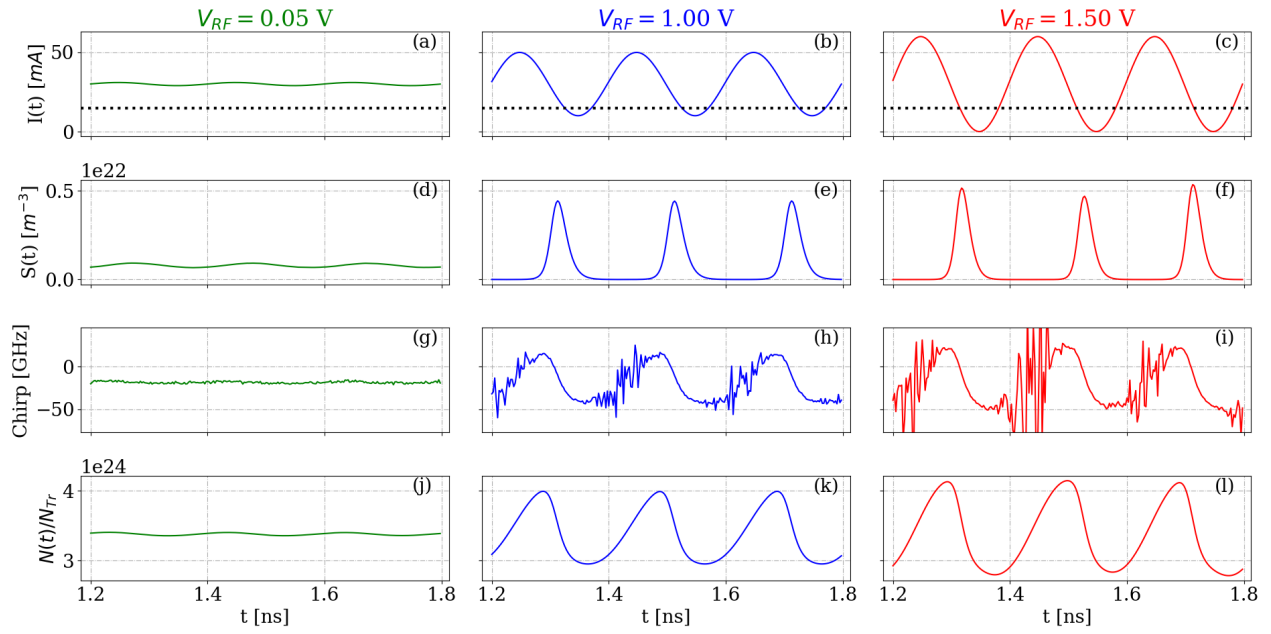 V_RF = 0.05 V
V_RF = 1.00 V
V_RF = 1.50 V
I(t) [mA]
50
0
(a)
(b)
(c)
1e22
S(t) [m⁻³]
0.5
0.0
(d)
(e)
(f)
Chirp [GHz]
0
−50
(g)
(h)
(i)
1e24
N(t)/N_Tr
4
3
(j)
(k)
(l)
1.2 1.4 1.6 1.8
1.2 1.4 1.6 1.8
1.2 1.4 1.6 1.8
t [ns]
t [ns]
t [ns]